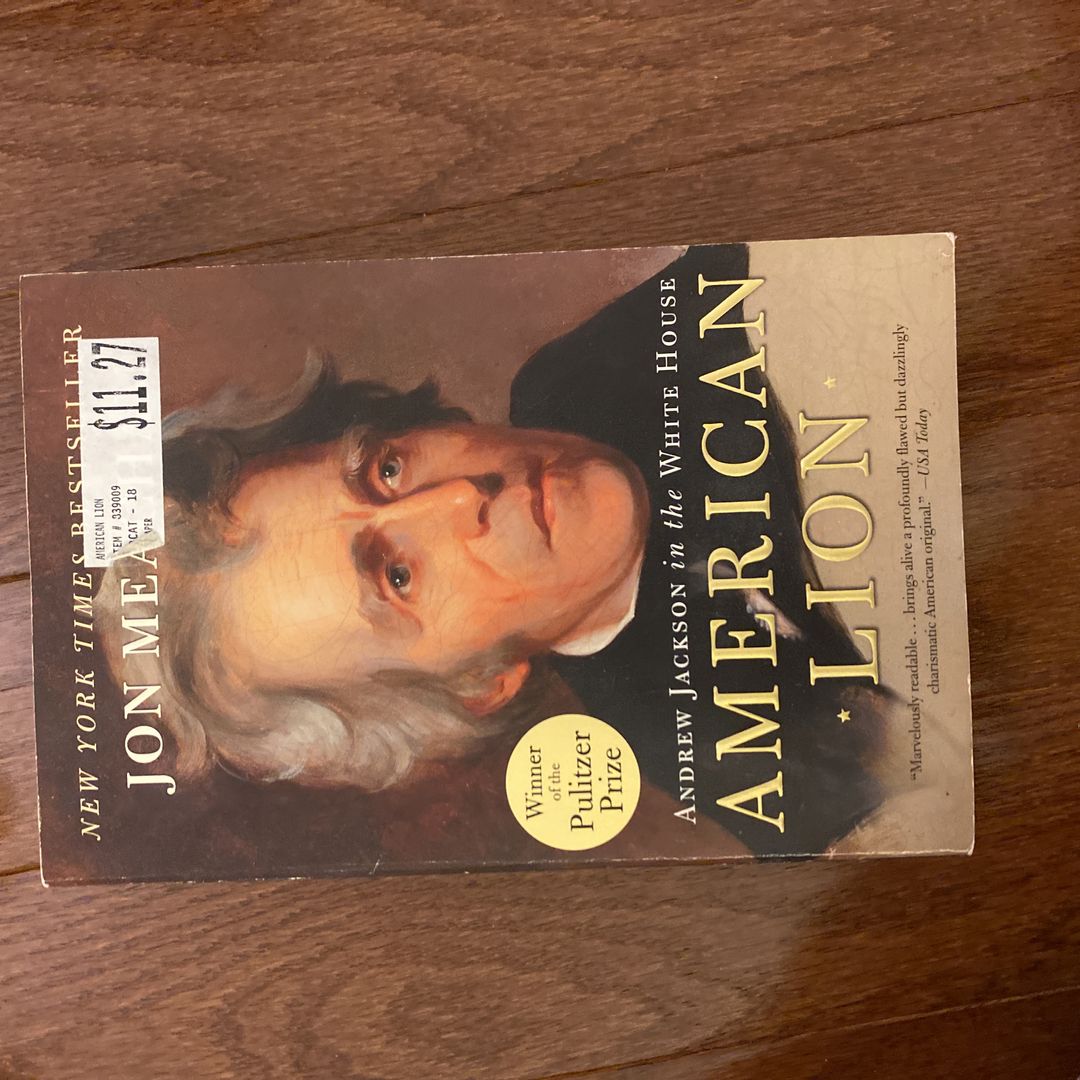 NEW YORK TIMES BESTSELLER
AMERICAN LION
TEM # 039009
CAT - 18
$11.27
JON MEA
Winner
of the
Pulitzer
Prize
ANDREW JACKSON in the WHITE HOUSE
AMERICAN
LION
“Marvelously readable . . . brings alive a profoundly flawed but dazzlingly
charismatic American original.” —USA Today